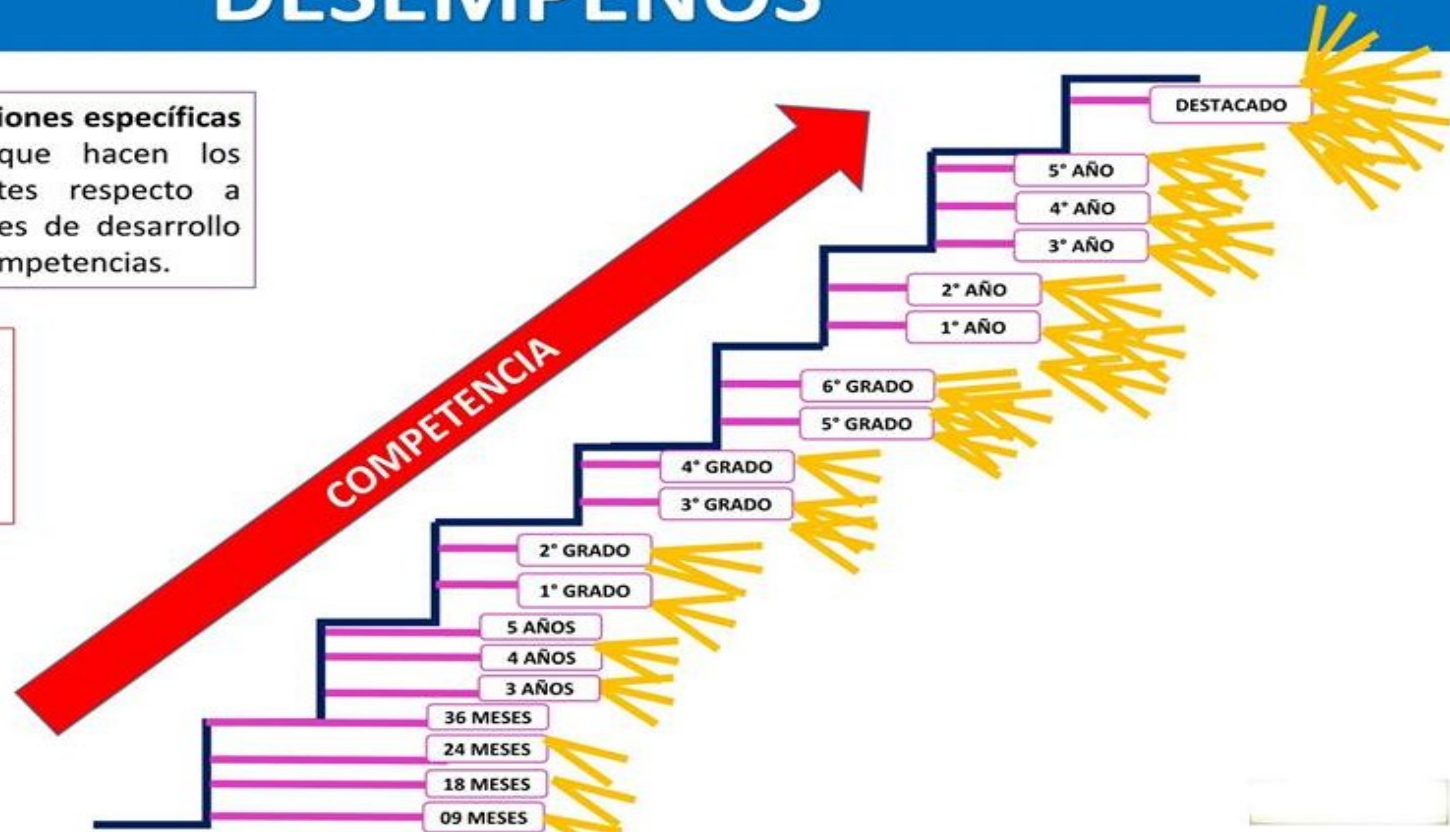 DESEMPEÑOS
iones específicas
que hacen los
tes respecto a
es de desarrollo
mpetencias.
COMPETENCIA
DESTACADO
5° AÑO
4° AÑO
3° AÑO
2° AÑO
1° AÑO
6° GRADO
5° GRADO
4° GRADO
3° GRADO
2° GRADO
1° GRADO
5 AÑOS
4 AÑOS
3 AÑOS
36 MESES
24 MESES
18 MESES
09 MESES